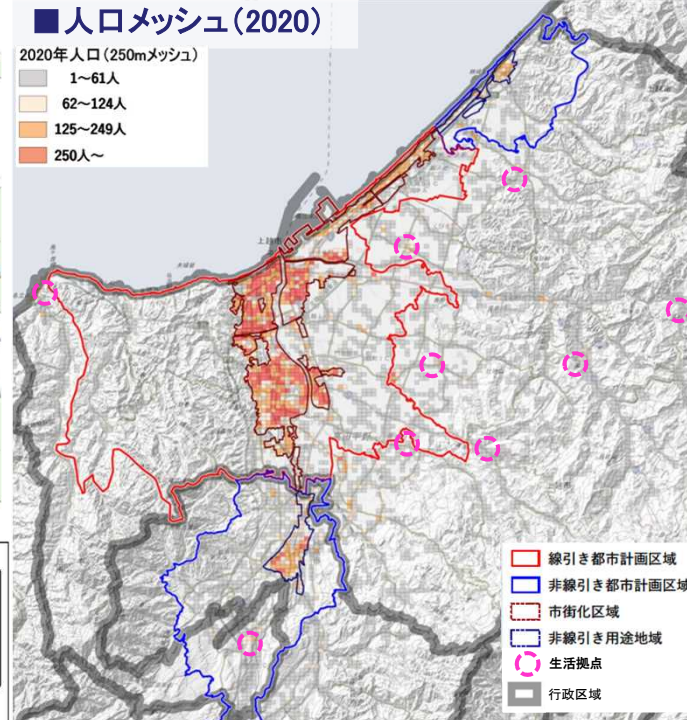 ■人口メッシュ(2020)
2020年人口(250mメッシュ)
1〜61人
62〜124人
125〜249人
250人〜
線引き都市計画区域
非線引き都市計画区域
市街化区域
非線引き用途地域
生活拠点
行政区域